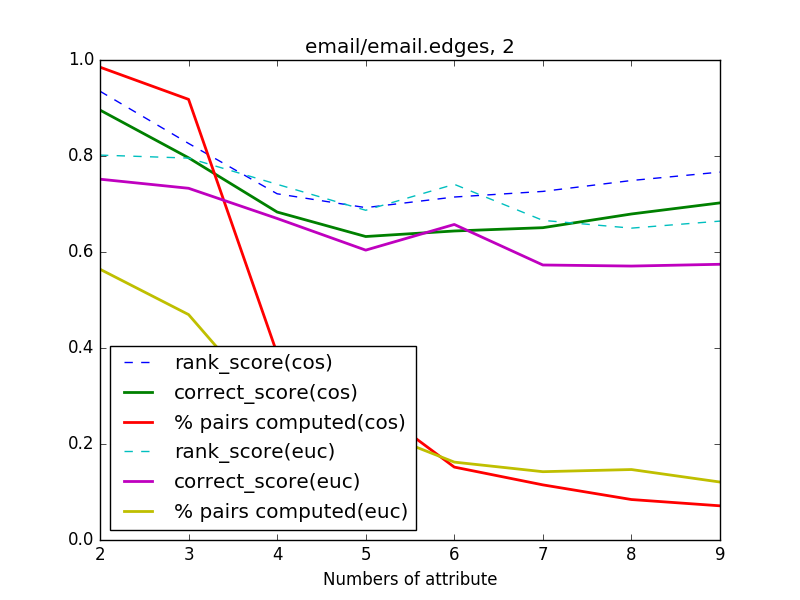 email/email.edges, 2
1.0
0.8
0.6
0.4
0.2
0.0
rank_score(cos)
correct_score(cos)
% pairs computed(cos)
rank_score(euc)
correct_score(euc)
% pairs computed(euc)
2 3 4 5 6 7 8 9
Numbers of attribute